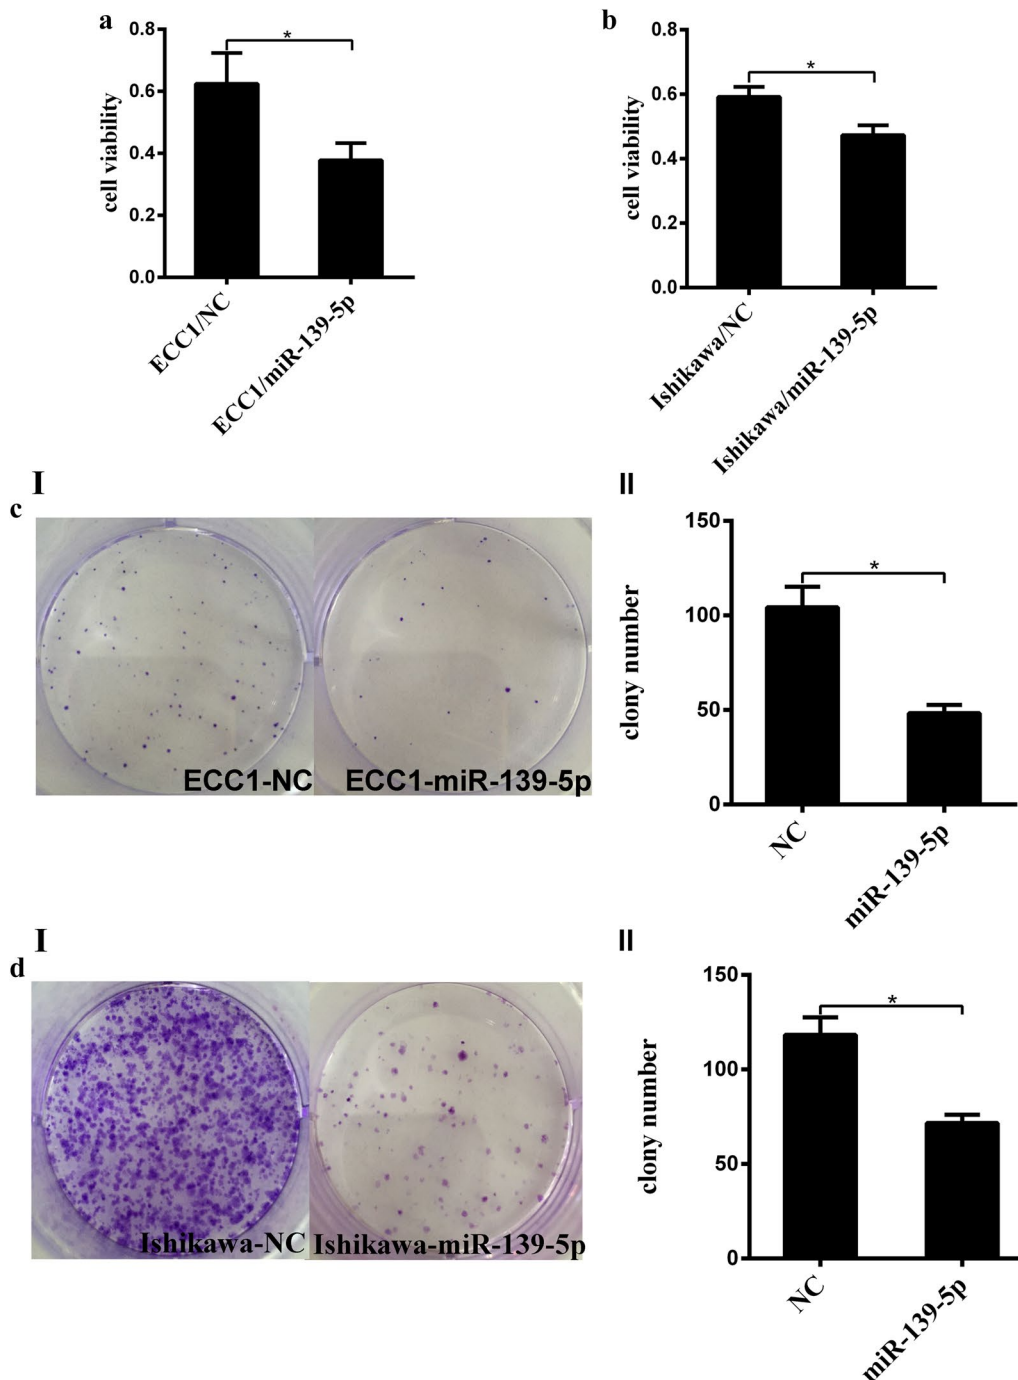 a
0.8
*
0.6
0.4
0.2
0.0
cell viability
ECC1/NC
ECC1/miR-139-5p
b
0.8
*
0.6
0.4
0.2
0.0
cell viability
Ishikawa/NC
Ishikawa/miR-139-5p
I
c
ECC1-NC
ECC1-miR-139-5p
II
150
*
100
50
0
clony number
NC
miR-139-5p
I
d
Ishikawa-NC
Ishikawa-miR-139-5p
II
150
*
100
50
0
clony number
NC
miR-139-5p